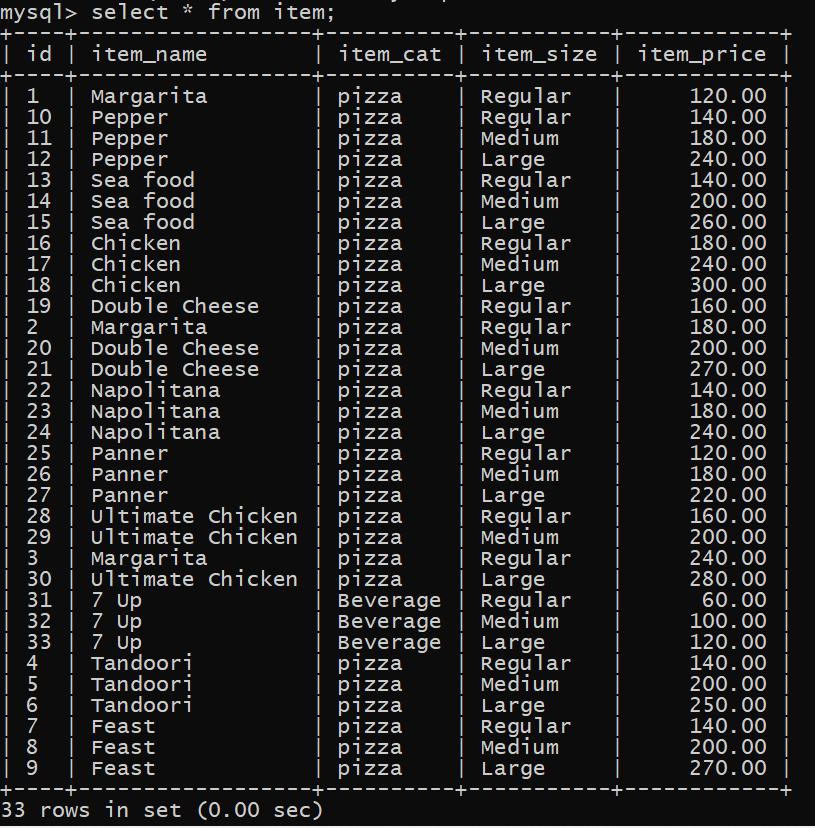 mysql> select * from item;
+----+------------------+----------+-----------+------------+
| id | item_name        | item_cat | item_size | item_price |
+----+------------------+----------+-----------+------------+
| 1  | Margarita        | pizza    | Regular   |     120.00 |
| 10 | Pepper           | pizza    | Regular   |     140.00 |
| 11 | Pepper           | pizza    | Medium    |     180.00 |
| 12 | Pepper           | pizza    | Large     |     240.00 |
| 13 | Sea food         | pizza    | Regular   |     140.00 |
| 14 | Sea food         | pizza    | Medium    |     200.00 |
| 15 | Sea food         | pizza    | Large     |     260.00 |
| 16 | Chicken          | pizza    | Regular   |     180.00 |
| 17 | Chicken          | pizza    | Medium    |     240.00 |
| 18 | Chicken          | pizza    | Large     |     300.00 |
| 19 | Double Cheese    | pizza    | Regular   |     160.00 |
| 2  | Margarita        | pizza    | Regular   |     180.00 |
| 20 | Double Cheese    | pizza    | Medium    |     200.00 |
| 21 | Double Cheese    | pizza    | Large     |     270.00 |
| 22 | Napolitana       | pizza    | Regular   |     140.00 |
| 23 | Napolitana       | pizza    | Medium    |     180.00 |
| 24 | Napolitana       | pizza    | Large     |     240.00 |
| 25 | Panner           | pizza    | Regular   |     120.00 |
| 26 | Panner           | pizza    | Medium    |     180.00 |
| 27 | Panner           | pizza    | Large     |     220.00 |
| 28 | Ultimate Chicken | pizza    | Regular   |     160.00 |
| 29 | Ultimate Chicken | pizza    | Medium    |     200.00 |
| 3  | Margarita        | pizza    | Regular   |     240.00 |
| 30 | Ultimate Chicken | pizza    | Large     |     280.00 |
| 31 | 7 Up             | Beverage | Regular   |      60.00 |
| 32 | 7 Up             | Beverage | Medium    |     100.00 |
| 33 | 7 Up             | Beverage | Large     |     120.00 |
| 4  | Tandoori         | pizza    | Regular   |     140.00 |
| 5  | Tandoori         | pizza    | Medium    |     200.00 |
| 6  | Tandoori         | pizza    | Large     |     250.00 |
| 7  | Feast            | pizza    | Regular   |     140.00 |
| 8  | Feast            | pizza    | Medium    |     200.00 |
| 9  | Feast            | pizza    | Large     |     270.00 |
+----+------------------+----------+-----------+------------+
33 rows in set (0.00 sec)